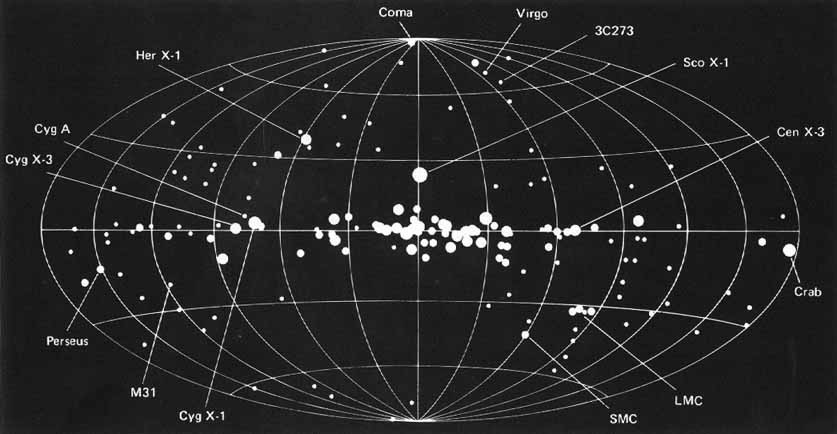 Coma
Virgo
3C273
Her X-1
Sco X-1
Cyg A
Cen X-3
Cyg X-3
Crab
Perseus
M31
LMC
Cyg X-1
SMC